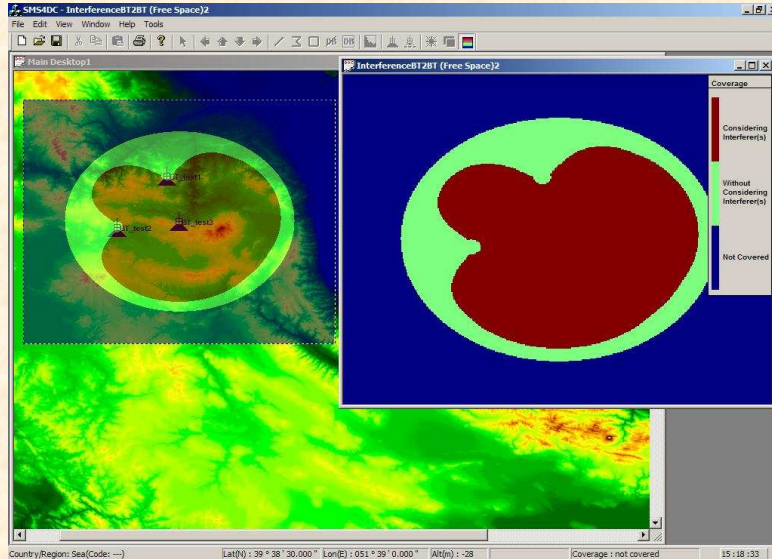 SMS4DC - InterferenceBT2BT (Free Space)2
File Edit View Window Help Tools
Main Desktop1
InterferenceBT2BT (Free Space)2
Coverage
Considering
Interferer(s)
Without
Considering
Interferer(s)
Not Covered
BT_test1
BT_test2
BT_test3
Country/Region: Sea(Code: ---)
Lat(N) : 39 ° 38 ' 30.000 " Lon(E) : 051 ° 39 ' 0.000 " Alt(m) : -28 Coverage : not covered 15 :18 :33